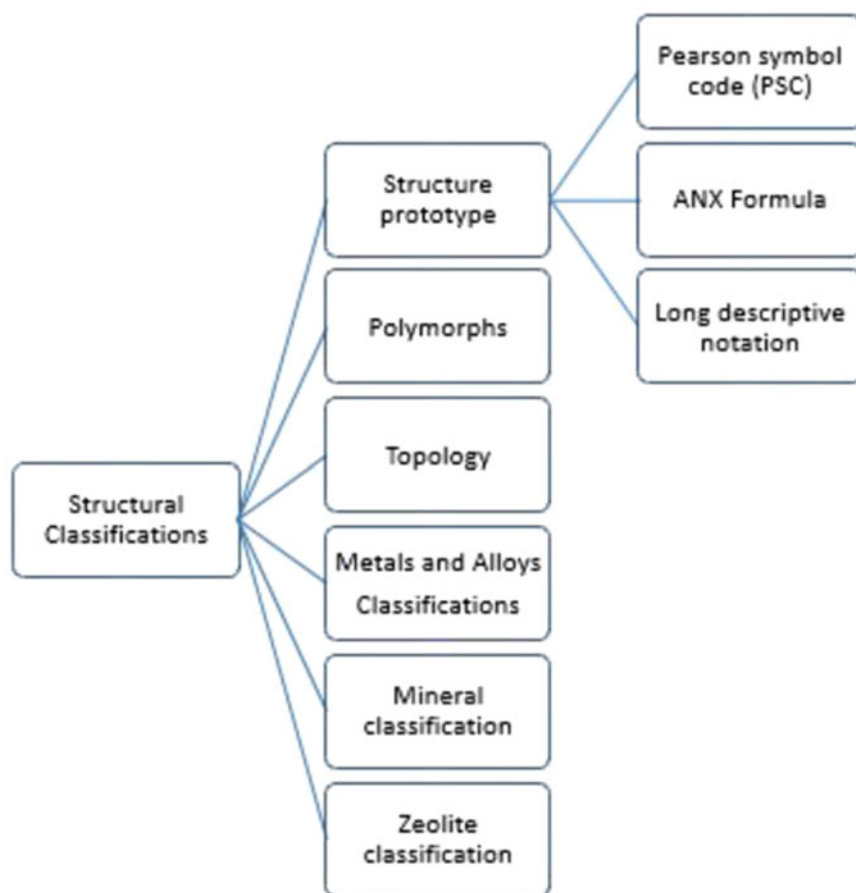 Pearson symbol
code (PSC)
Structure
prototype
ANX Formula
Long descriptive
notation
Polymorphs
Topology
Structural
Classifications
Metals and Alloys
Classifications
Mineral
classification
Zeolite
classification